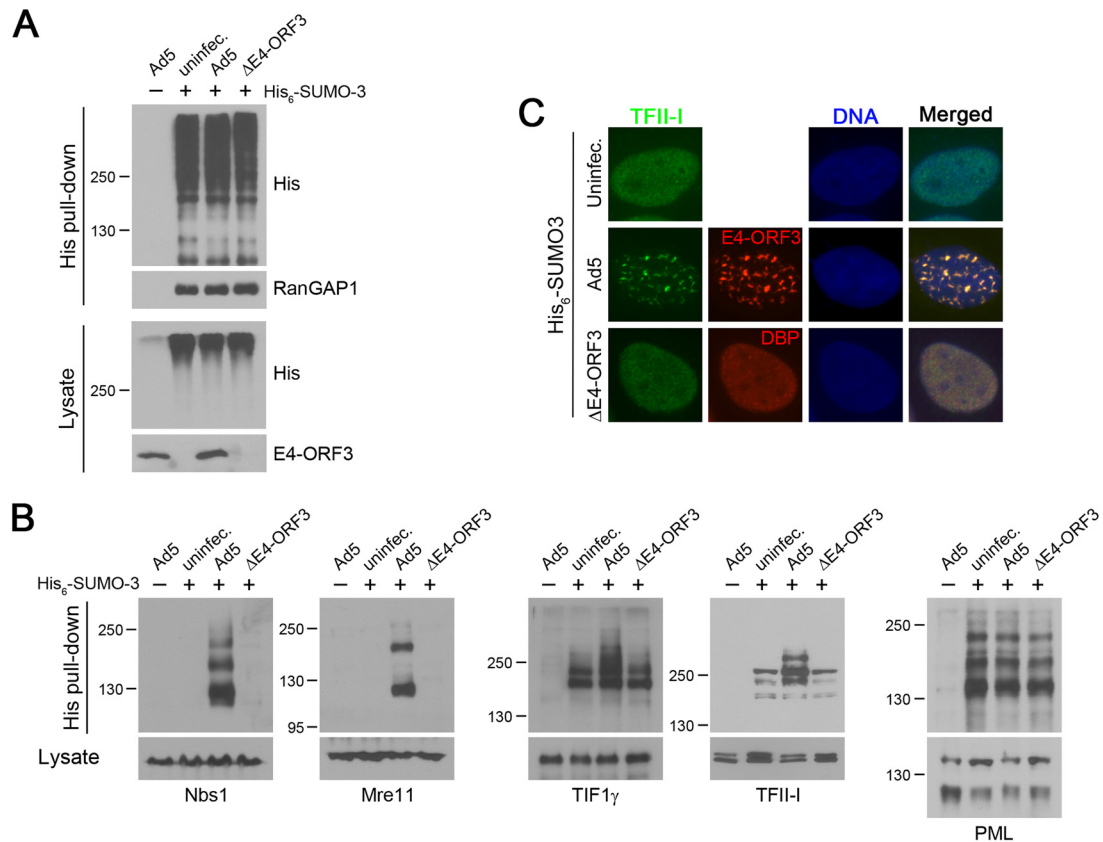 A
Ad5 uninfec. Ad5 ΔE4-ORF3
– + + + His6-SUMO-3
His pull-down
250
130
His
RanGAP1
Lysate
250
His
E4-ORF3
C
TFII-I DNA Merged
His6-SUMO3
Uninfec.
Ad5
E4-ORF3
ΔE4-ORF3
DBP
B
Ad5 uninfec. Ad5 ΔE4-ORF3
Ad5 uninfec. Ad5 ΔE4-ORF3
Ad5 uninfec. Ad5 ΔE4-ORF3
Ad5 uninfec. Ad5 ΔE4-ORF3
Ad5 uninfec. Ad5 ΔE4-ORF3
His6-SUMO-3 – + + + – + + + – + + + – + + + – + + +
His pull-down
250
130
250
130
95
250
130
250
130
250
130
Lysate
130
Nbs1 Mre11 TIF1γ TFII-I
PML